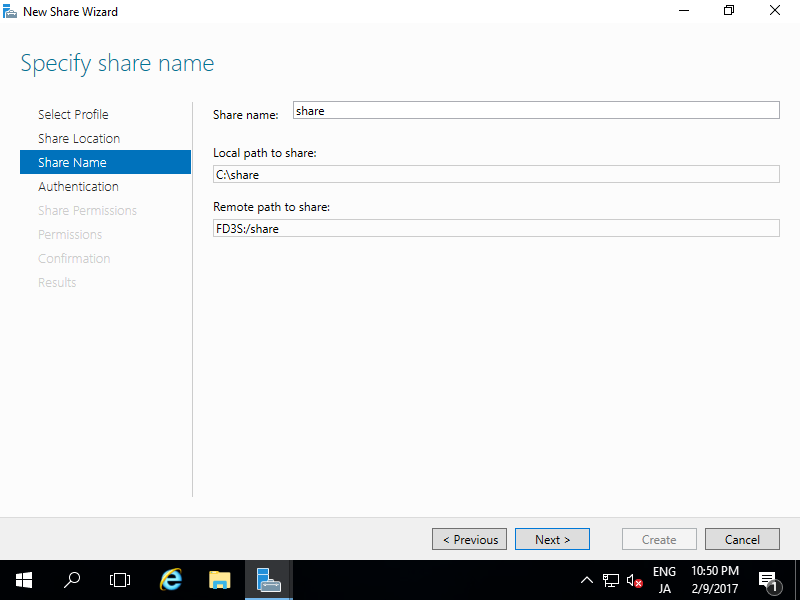 New Share Wizard
Specify share name
Select Profile
Share Location
Share Name
Authentication
Share Permissions
Permissions
Confirmation
Results
Share name: share
Local path to share:
C:\share
Remote path to share:
FD3S:/share
< Previous Next > Create Cancel
ENG 10:50 PM
JA 2/9/2017 1